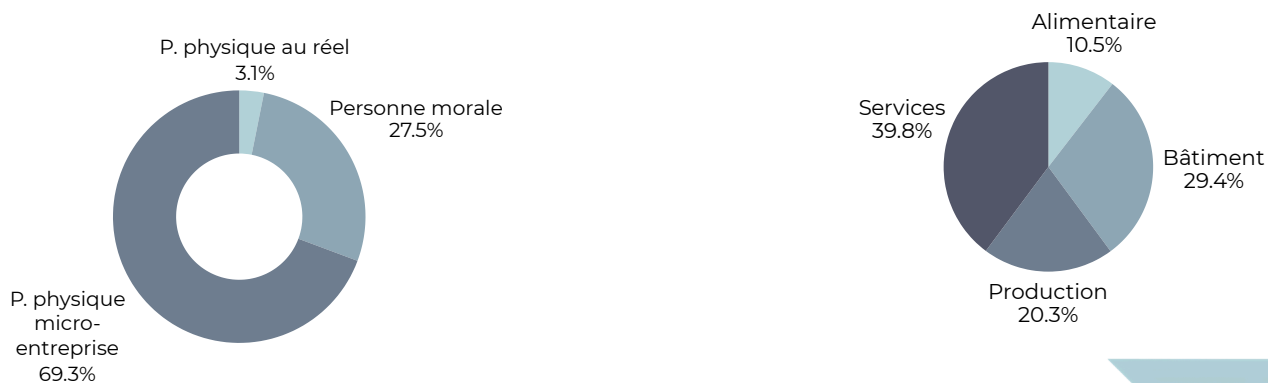 P. physique au réel
3.1%
Personne morale
27.5%
P. physique
micro-
entreprise
69.3%
Alimentaire
10.5%
Services
39.8%
Bâtiment
29.4%
Production
20.3%